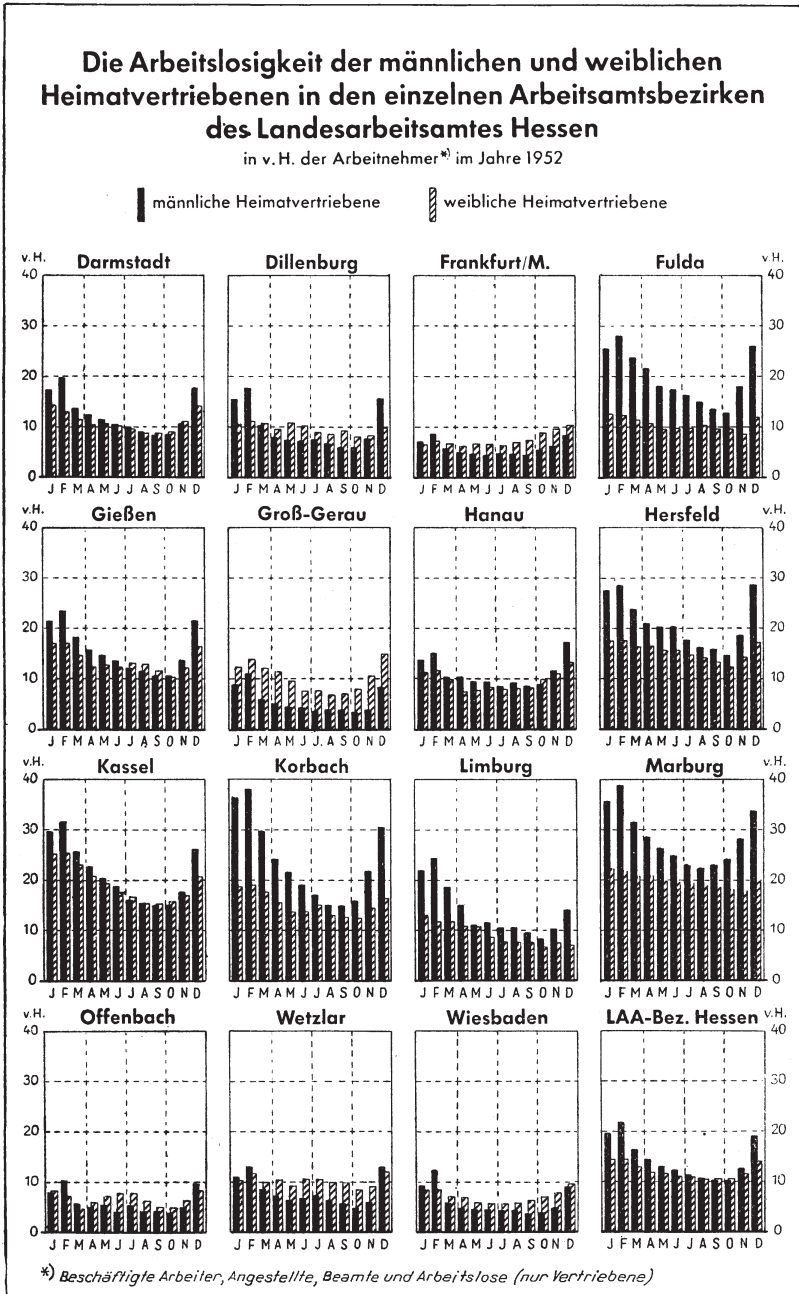 Die Arbeitslosigkeit der männlichen und weiblichen
Heimatvertriebenen in den einzelnen Arbeitsamtsbezirken
des Landesarbeitsamtes Hessen
in v. H. der Arbeitnehmer*) im Jahre 1952
männliche Heimatvertriebene
weibliche Heimatvertriebene
v. H. Darmstadt Dillenburg Frankfurt/M. Fulda v. H.
40 40
30 30
20 20
10 10
0 0
J F M A M J J A S O N D J F M A M J J A S O N D J F M A M J J A S O N D J F M A M J J A S O N D
v. H. Gießen Groß-Gerau Hanau Hersfeld v. H.
40 40
30 30
20 20
10 10
0 0
J F M A M J J A S O N D J F M A M J J A S O N D J F M A M J J A S O N D J F M A M J J A S O N D
v. H. Kassel Korbach Limburg Marburg v. H.
40 40
30 30
20 20
10 10
0 0
J F M A M J J A S O N D J F M A M J J A S O N D J F M A M J J A S O N D J F M A M J J A S O N D
v. H. Offenbach Wetzlar Wiesbaden LAA-Bez. Hessen v. H.
40 40
30 30
20 20
10 10
0 0
J F M A M J J A S O N D J F M A M J J A S O N D J F M A M J J A S O N D J F M A M J J A S O N D
*) Beschäftigte Arbeiter, Angestellte, Beamte und Arbeitslose (nur Vertriebene)